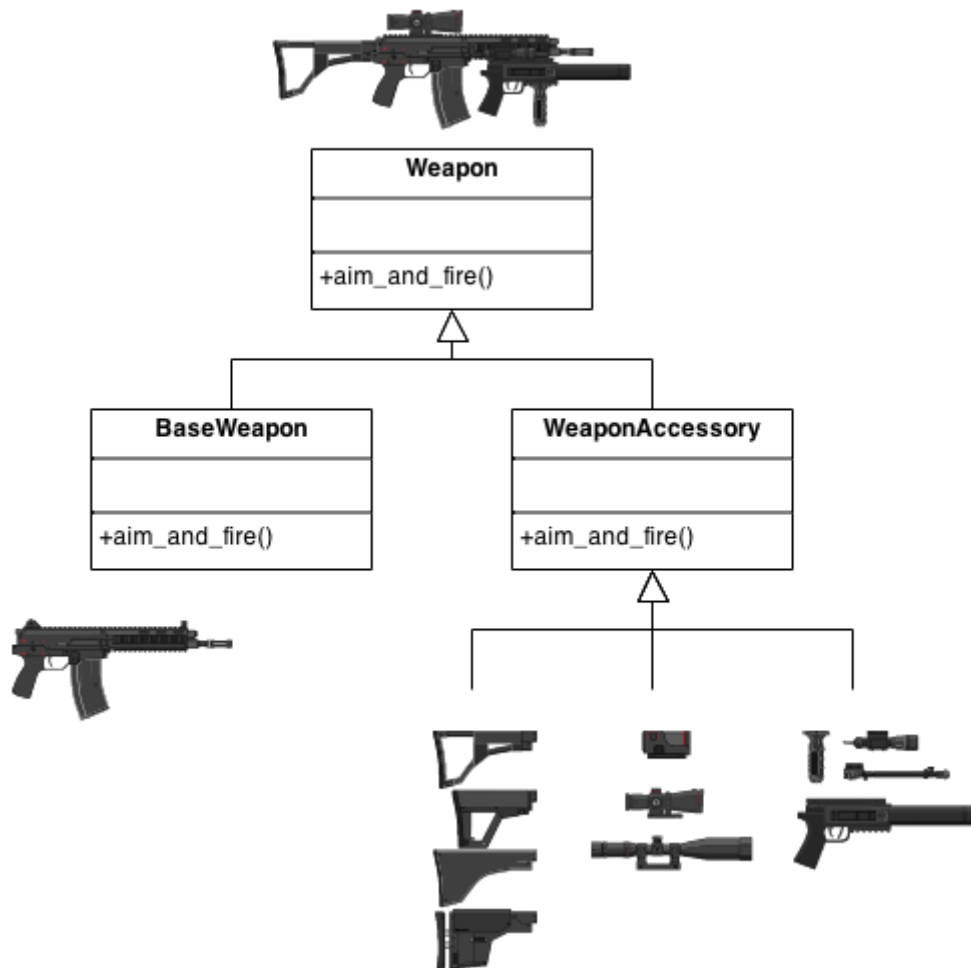 Weapon
+aim_and_fire()
BaseWeapon
+aim_and_fire()
WeaponAccessory
+aim_and_fire()